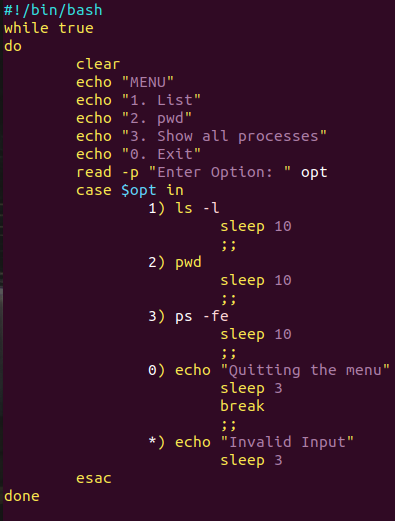 #!/bin/bash
while true
do
        clear
        echo "MENU"
        echo "1. List"
        echo "2. pwd"
        echo "3. Show all processes"
        echo "0. Exit"
        read -p "Enter Option: " opt
        case $opt in
                1) ls -l
                        sleep 10
                        ;;
                2) pwd
                        sleep 10
                        ;;
                3) ps -fe
                        sleep 10
                        ;;
                0) echo "Quitting the menu"
                        sleep 3
                        break
                        ;;
                *) echo "Invalid Input"
                        sleep 3
        esac
done